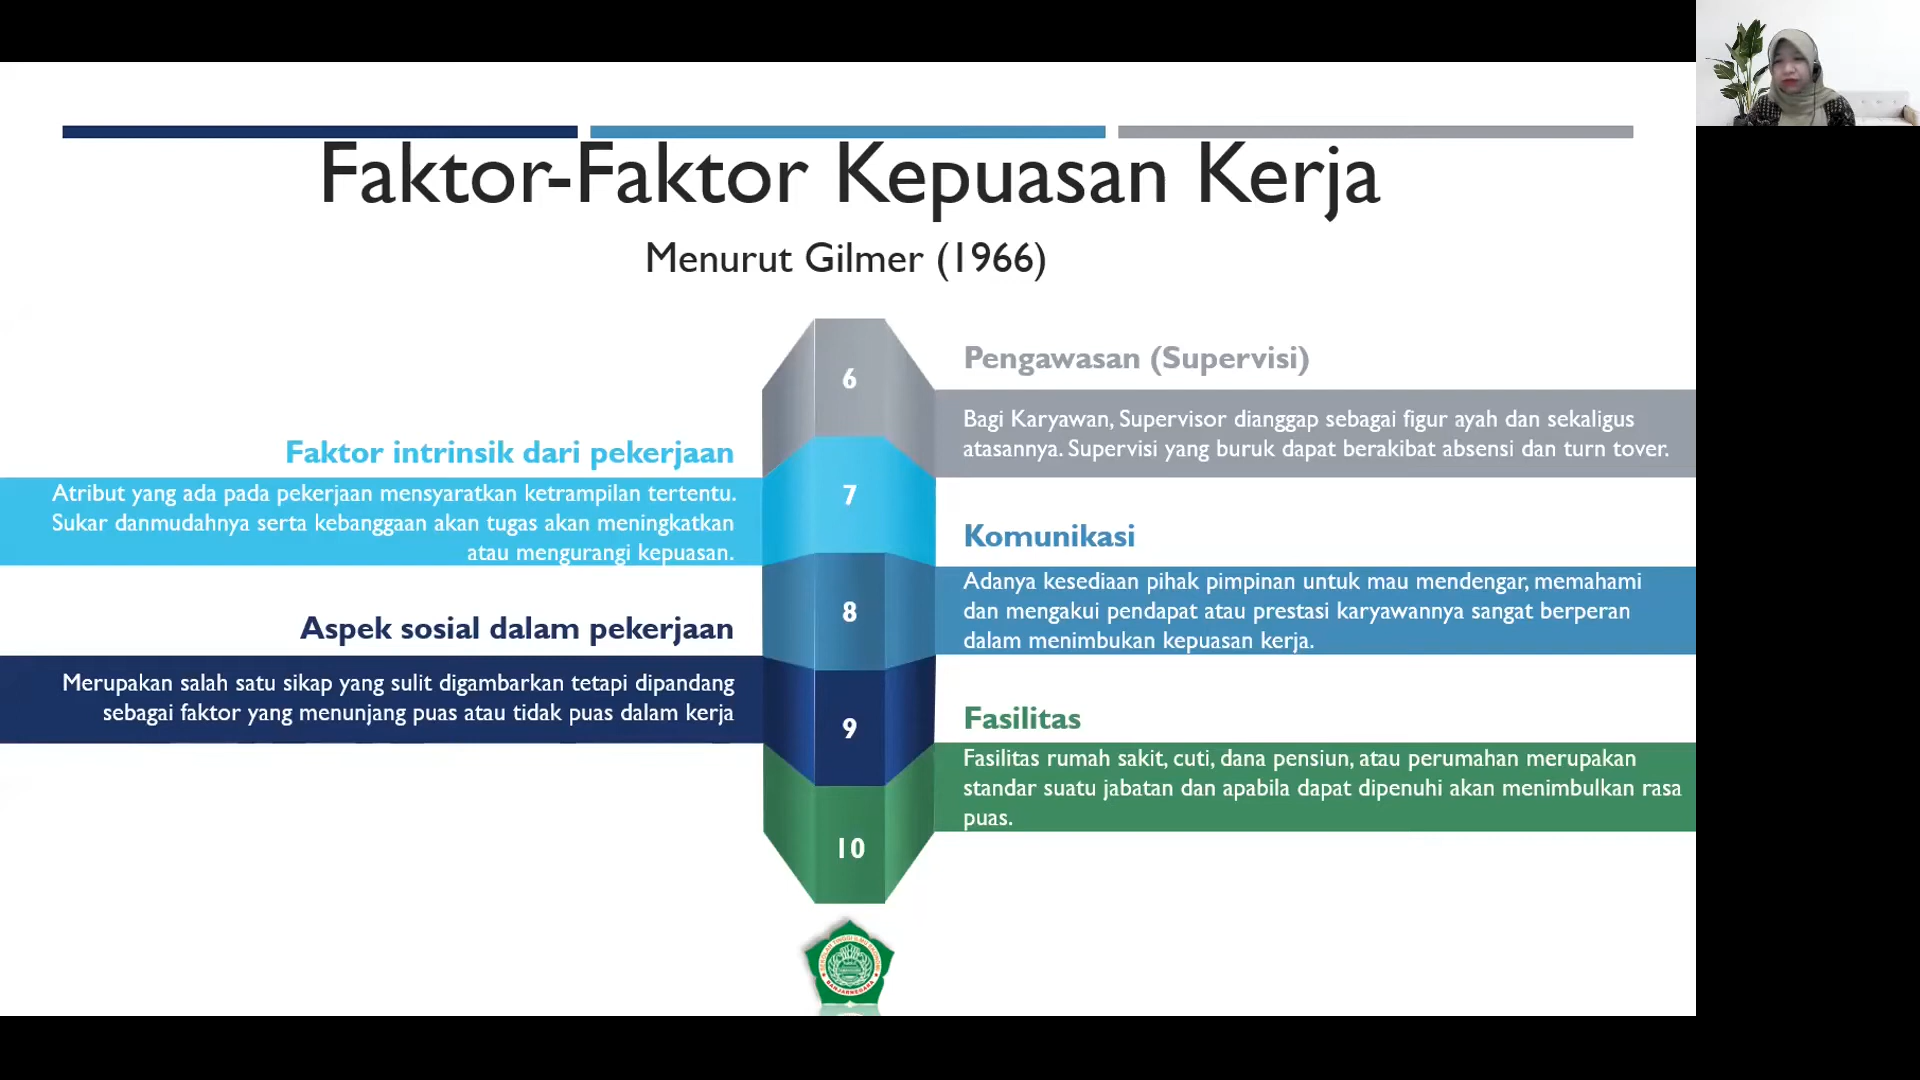 Faktor-Faktor Kepuasan Kerja
Menurut Gilmer (1966)
6
Pengawasan (Supervisi)
Bagi Karyawan, Supervisor dianggap sebagai figur ayah dan sekaligus
atasannya. Supervisi yang buruk dapat berakibat absensi dan turn tover.
Faktor intrinsik dari pekerjaan
Atribut yang ada pada pekerjaan mensyaratkan ketrampilan tertentu.
Sukar danmudahnya serta kebanggaan akan tugas akan meningkatkan
atau mengurangi kepuasan.
7
Komunikasi
Adanya kesediaan pihak pimpinan untuk mau mendengar, memahami
dan mengakui pendapat atau prestasi karyawannya sangat berperan
dalam menimbukan kepuasan kerja.
8
Aspek sosial dalam pekerjaan
Merupakan salah satu sikap yang sulit digambarkan tetapi dipandang
sebagai faktor yang menunjang puas atau tidak puas dalam kerja
9
Fasilitas
Fasilitas rumah sakit, cuti, dana pensiun, atau perumahan merupakan
standar suatu jabatan dan apabila dapat dipenuhi akan menimbulkan rasa
puas.
10
BANJARNEGARA